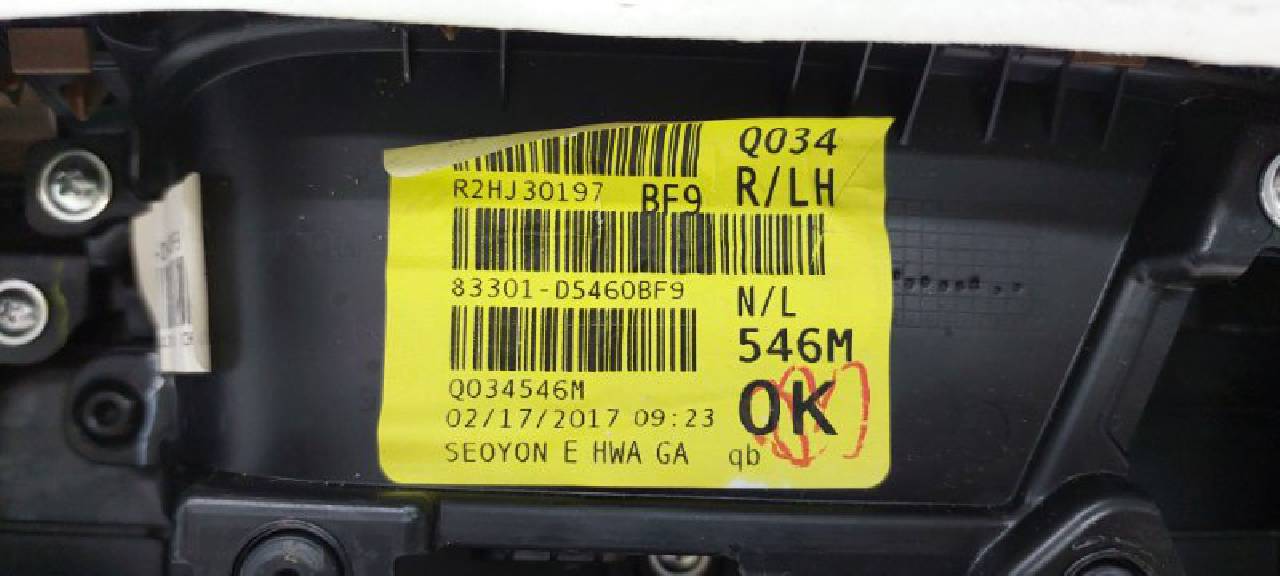 Q034
R2HJ30197 BF9 R/LH
83301-D5460BF9
N/L
546M
Q034546M
OK
02/17/2017 09:23
SEOYON E HWA GA qb